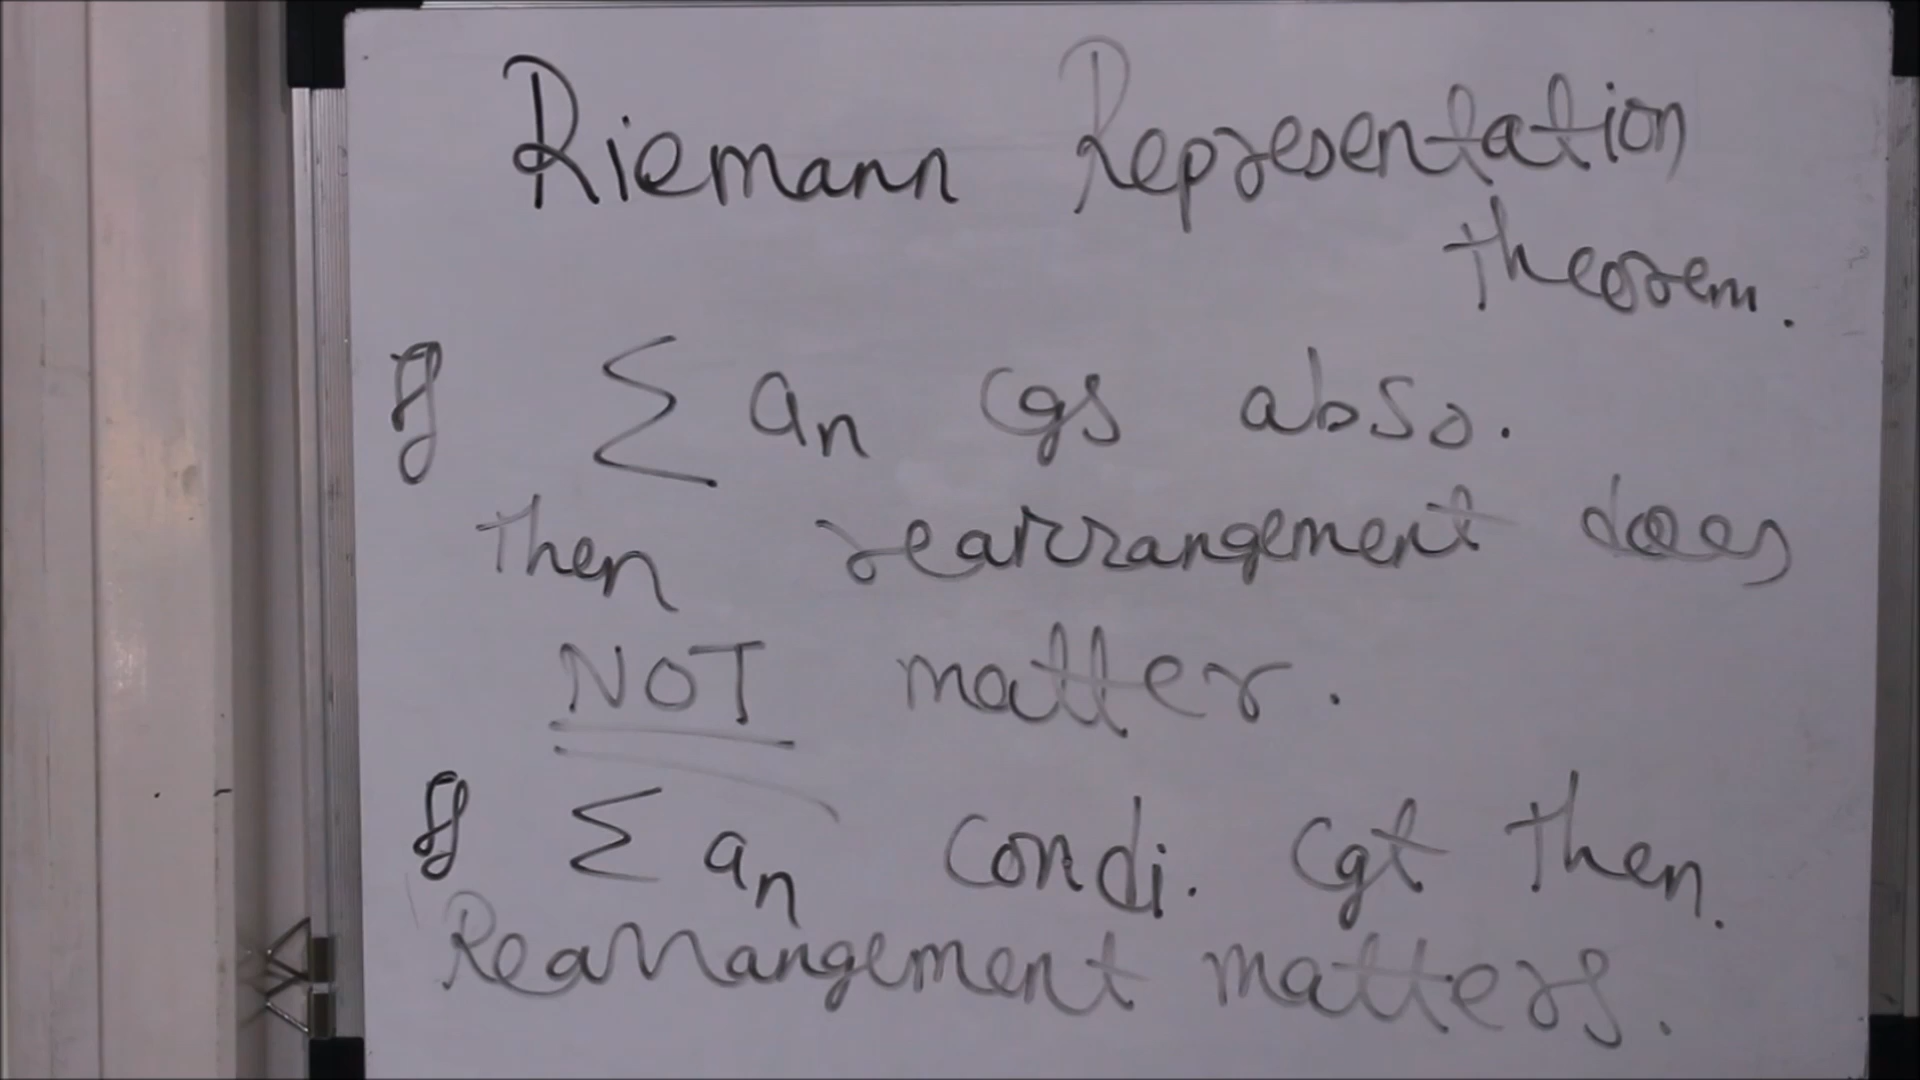 Riemann Representation
theorem.
If ∑ an cgs abso.
then rearrangement does
NOT matter.
If ∑ an condi. cgt then.
Rearrangement matters.